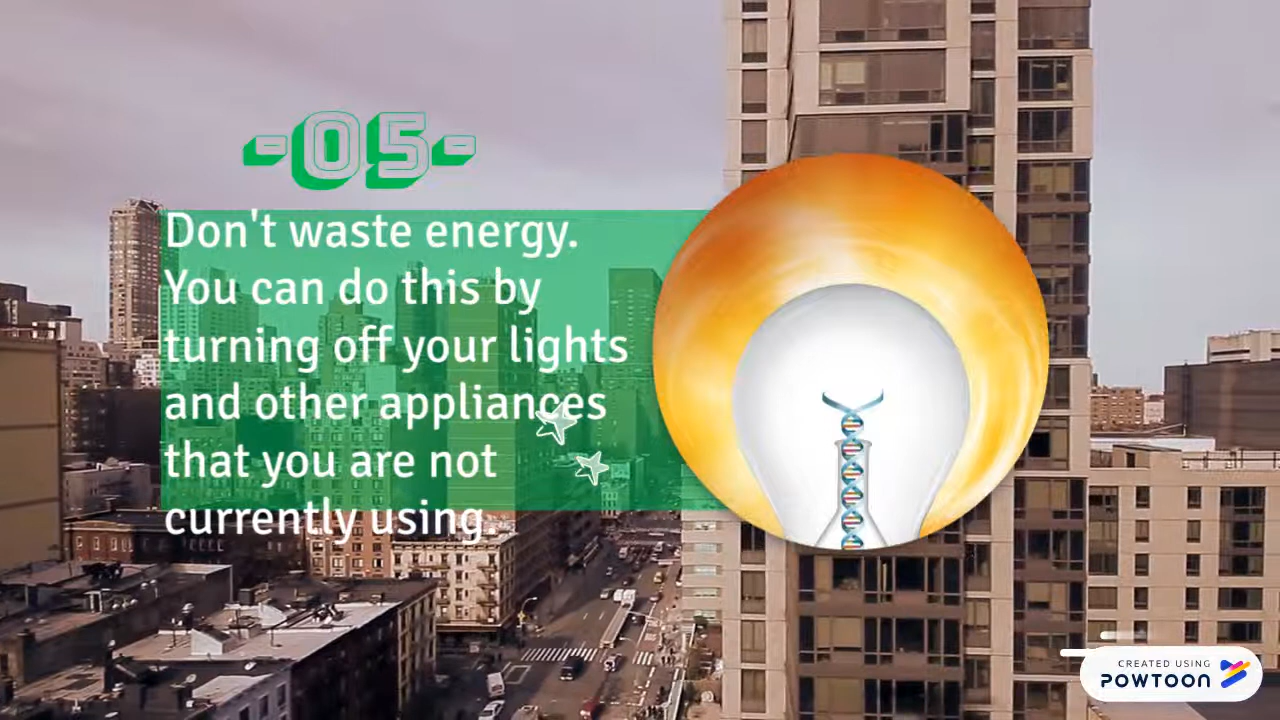 -05-
Don't waste energy.
You can do this by
turning off your lights
and other appliances
that you are not
currently using.
CREATED USING
POWTOON